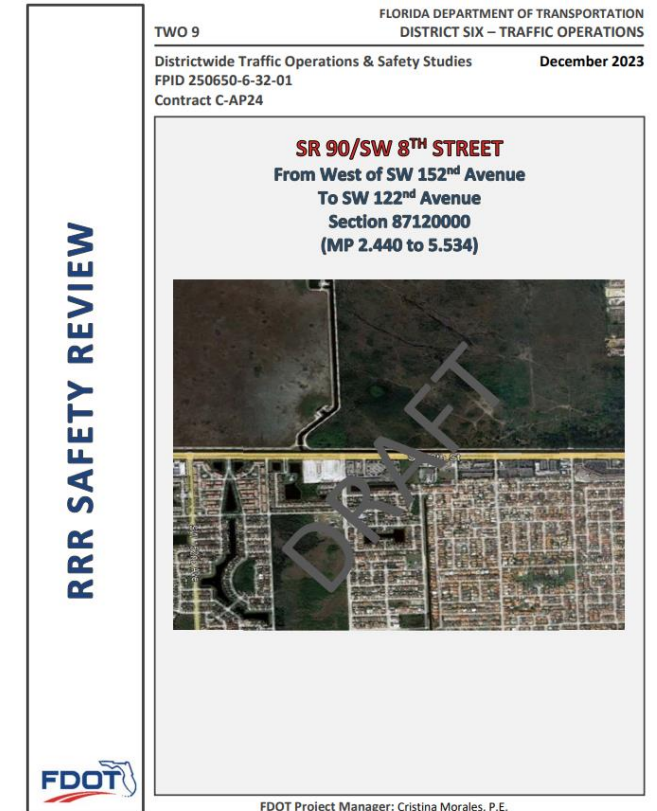 FLORIDA DEPARTMENT OF TRANSPORTATION
TWO 9 DISTRICT SIX – TRAFFIC OPERATIONS
Districtwide Traffic Operations & Safety Studies December 2023
FPID 250650-6-32-01
Contract C-AP24
RRR SAFETY REVIEW
SR 90/SW 8TH STREET
From West of SW 152nd Avenue
To SW 122nd Avenue
Section 87120000
(MP 2.440 to 5.534)
DRAFT
FDOT
FDOT Project Manager: Cristina Morales, P.E.